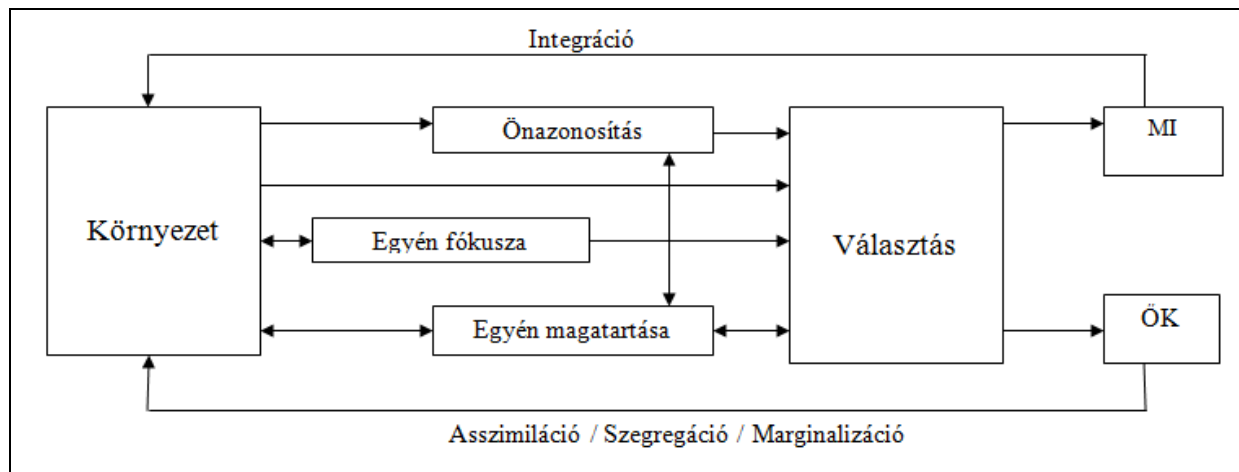 Integráció
Önazonosítás
MI
Környezet
Egyén fókusza
Választás
Egyén magatartása
ÖK
Asszimiláció / Szegregáció / Marginalizáció